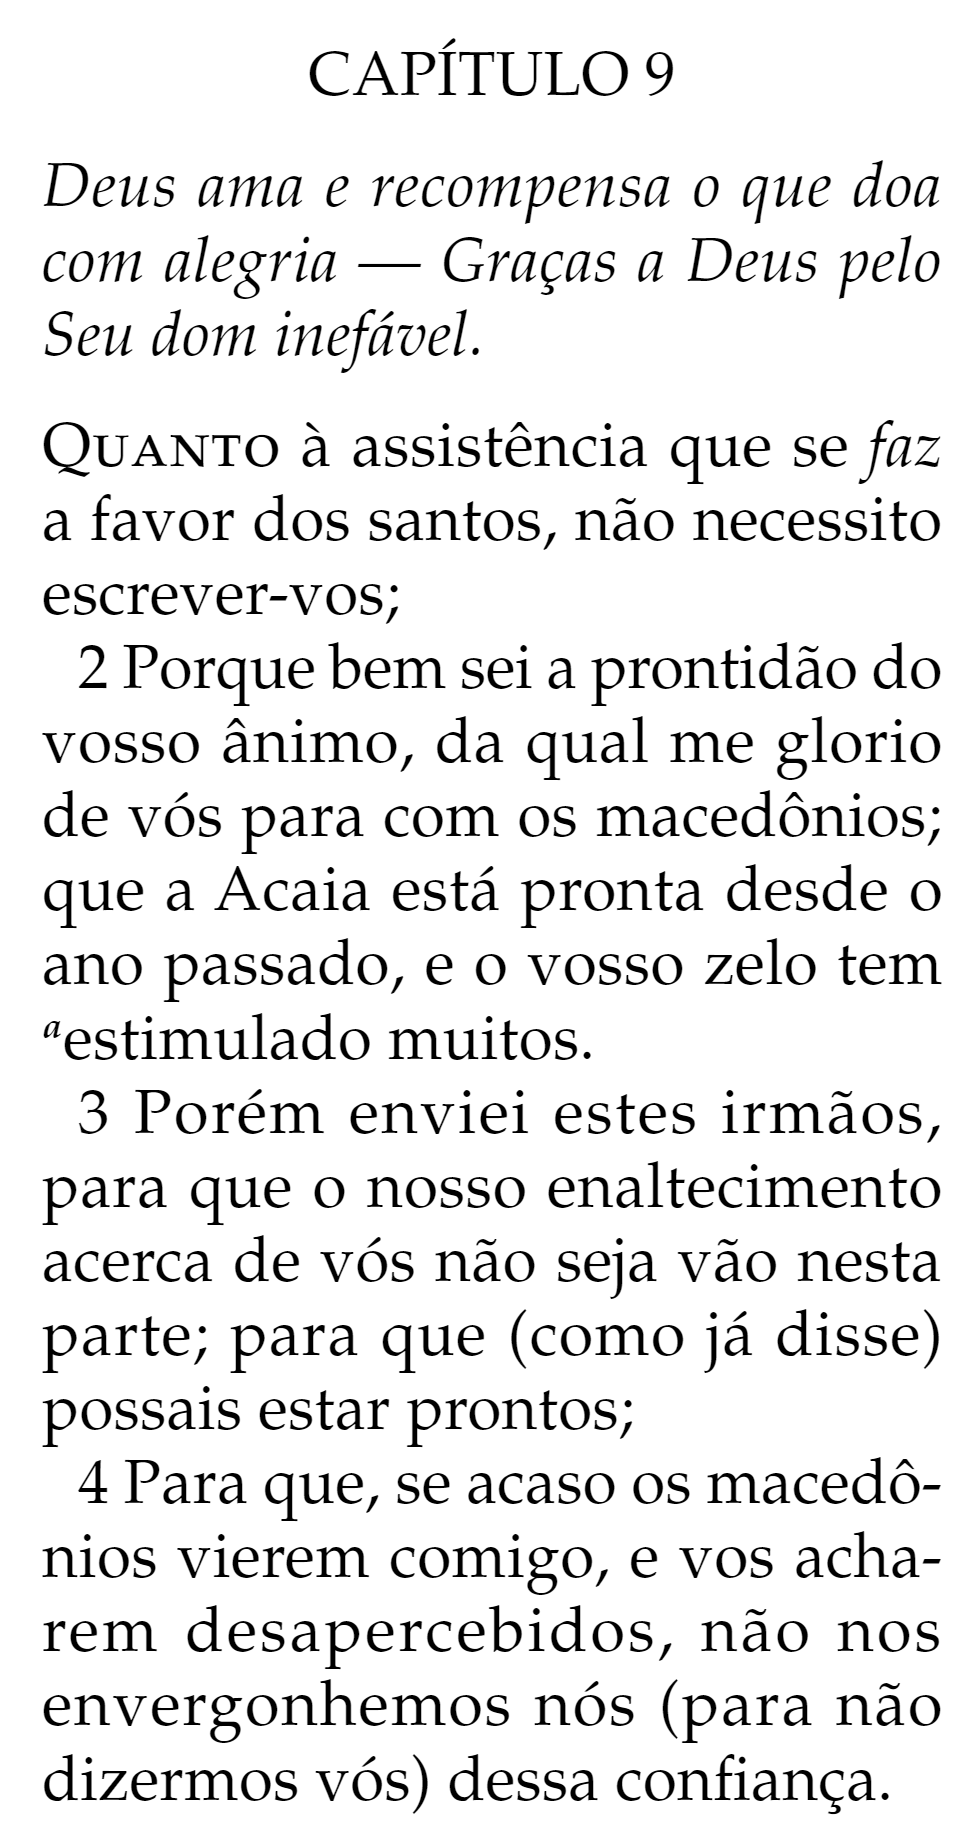 CAPÍTULO 9
Deus ama e recompensa o que doa
com alegria — Graças a Deus pelo
Seu dom inefável.
Quanto à assistência que se faz
a favor dos santos, não necessito
escrever-vos;
2 Porque bem sei a prontidão do
vosso ânimo, da qual me glorio
de vós para com os macedônios;
que a Acaia está pronta desde o
ano passado, e o vosso zelo tem
ᵃestimulado muitos.
3 Porém enviei estes irmãos,
para que o nosso enaltecimento
acerca de vós não seja vão nesta
parte; para que (como já disse)
possais estar prontos;
4 Para que, se acaso os macedô-
nios vierem comigo, e vos acha-
rem desapercebidos, não nos
envergonhemos nós (para não
dizermos vós) dessa confiança.